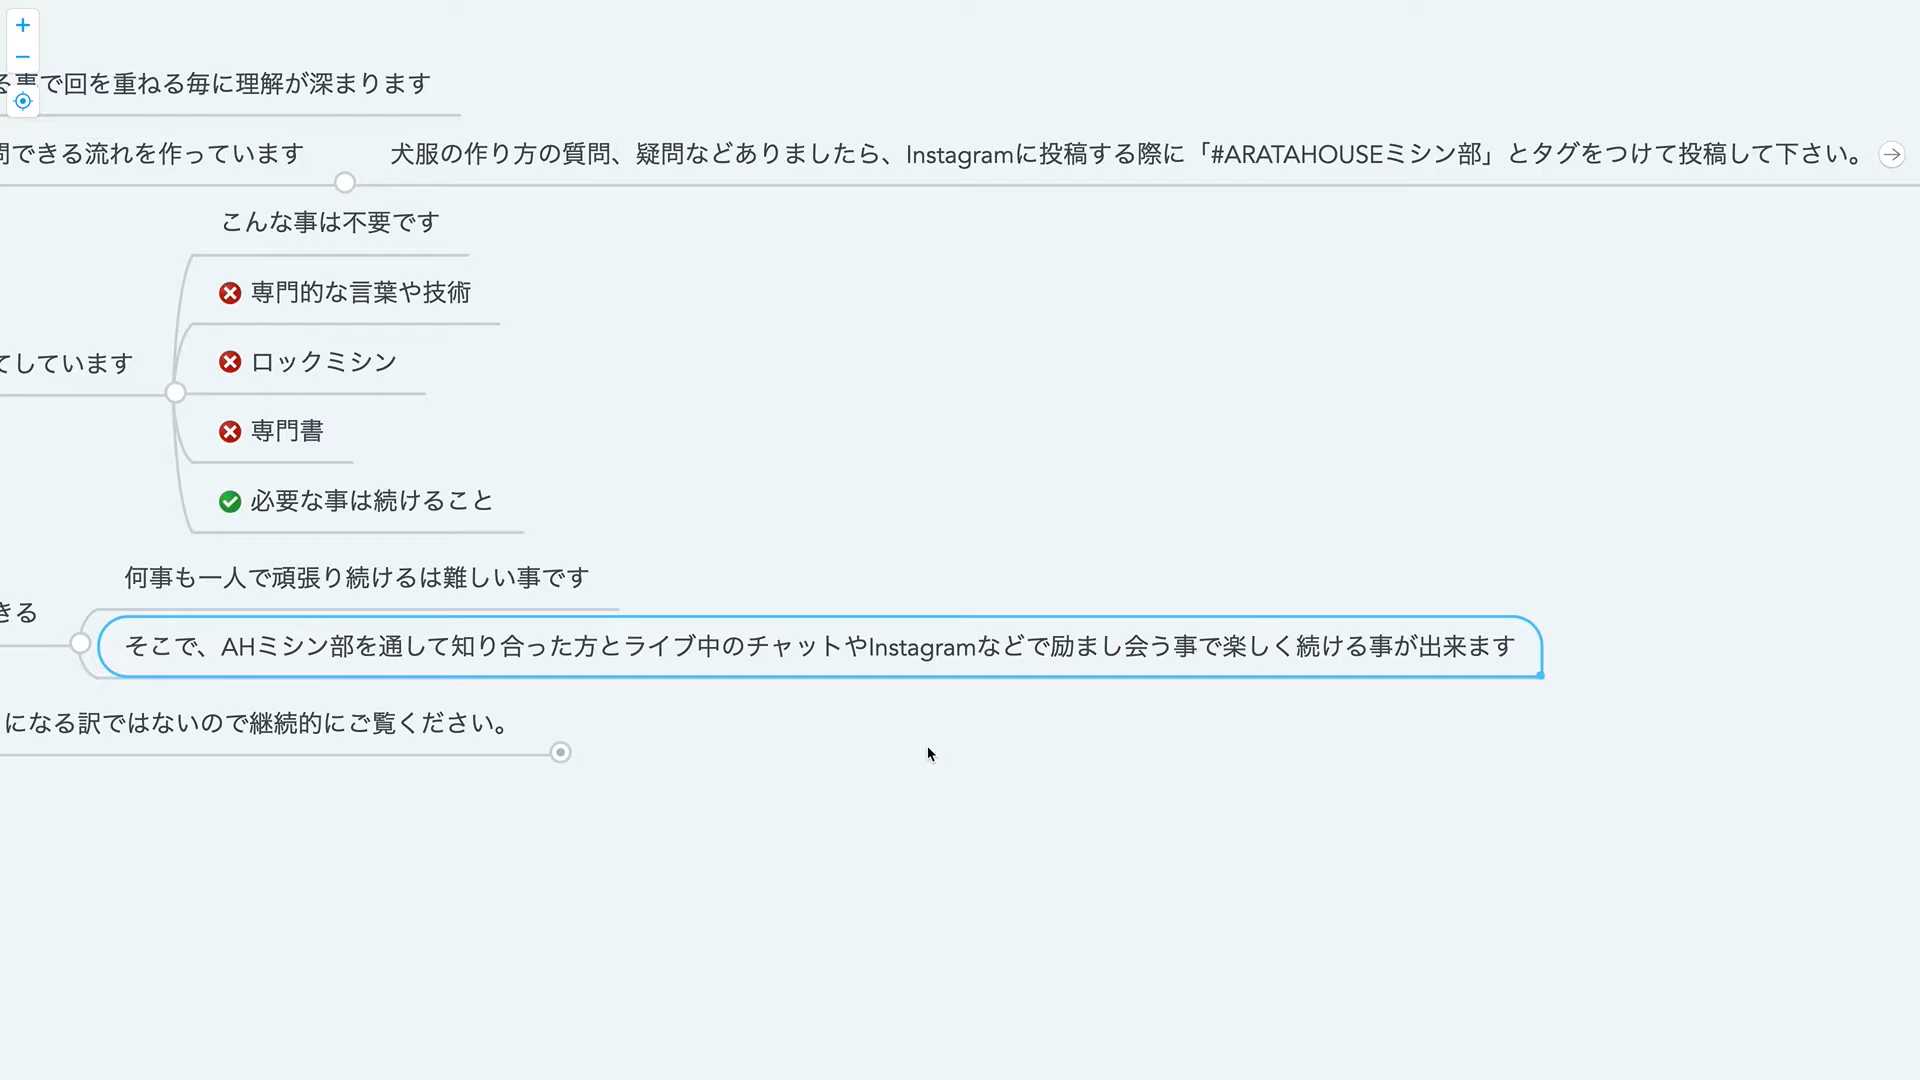 る事で回を重ねる毎に理解が深まります
問できる流れを作っています
犬服の作り方の質問、疑問などありましたら、Instagramに投稿する際に「#ARATAHOUSEミシン部」とタグをつけて投稿して下さい。
こんな事は不要です
専門的な言葉や技術
ロックミシン
てしています
専門書
必要な事は続けること
何事も一人で頑張り続けるは難しい事です
きる
そこで、AHミシン部を通して知り合った方とライブ中のチャットやInstagramなどで励まし会う事で楽しく続ける事が出来ます
になる訳ではないので継続的にご覧ください。